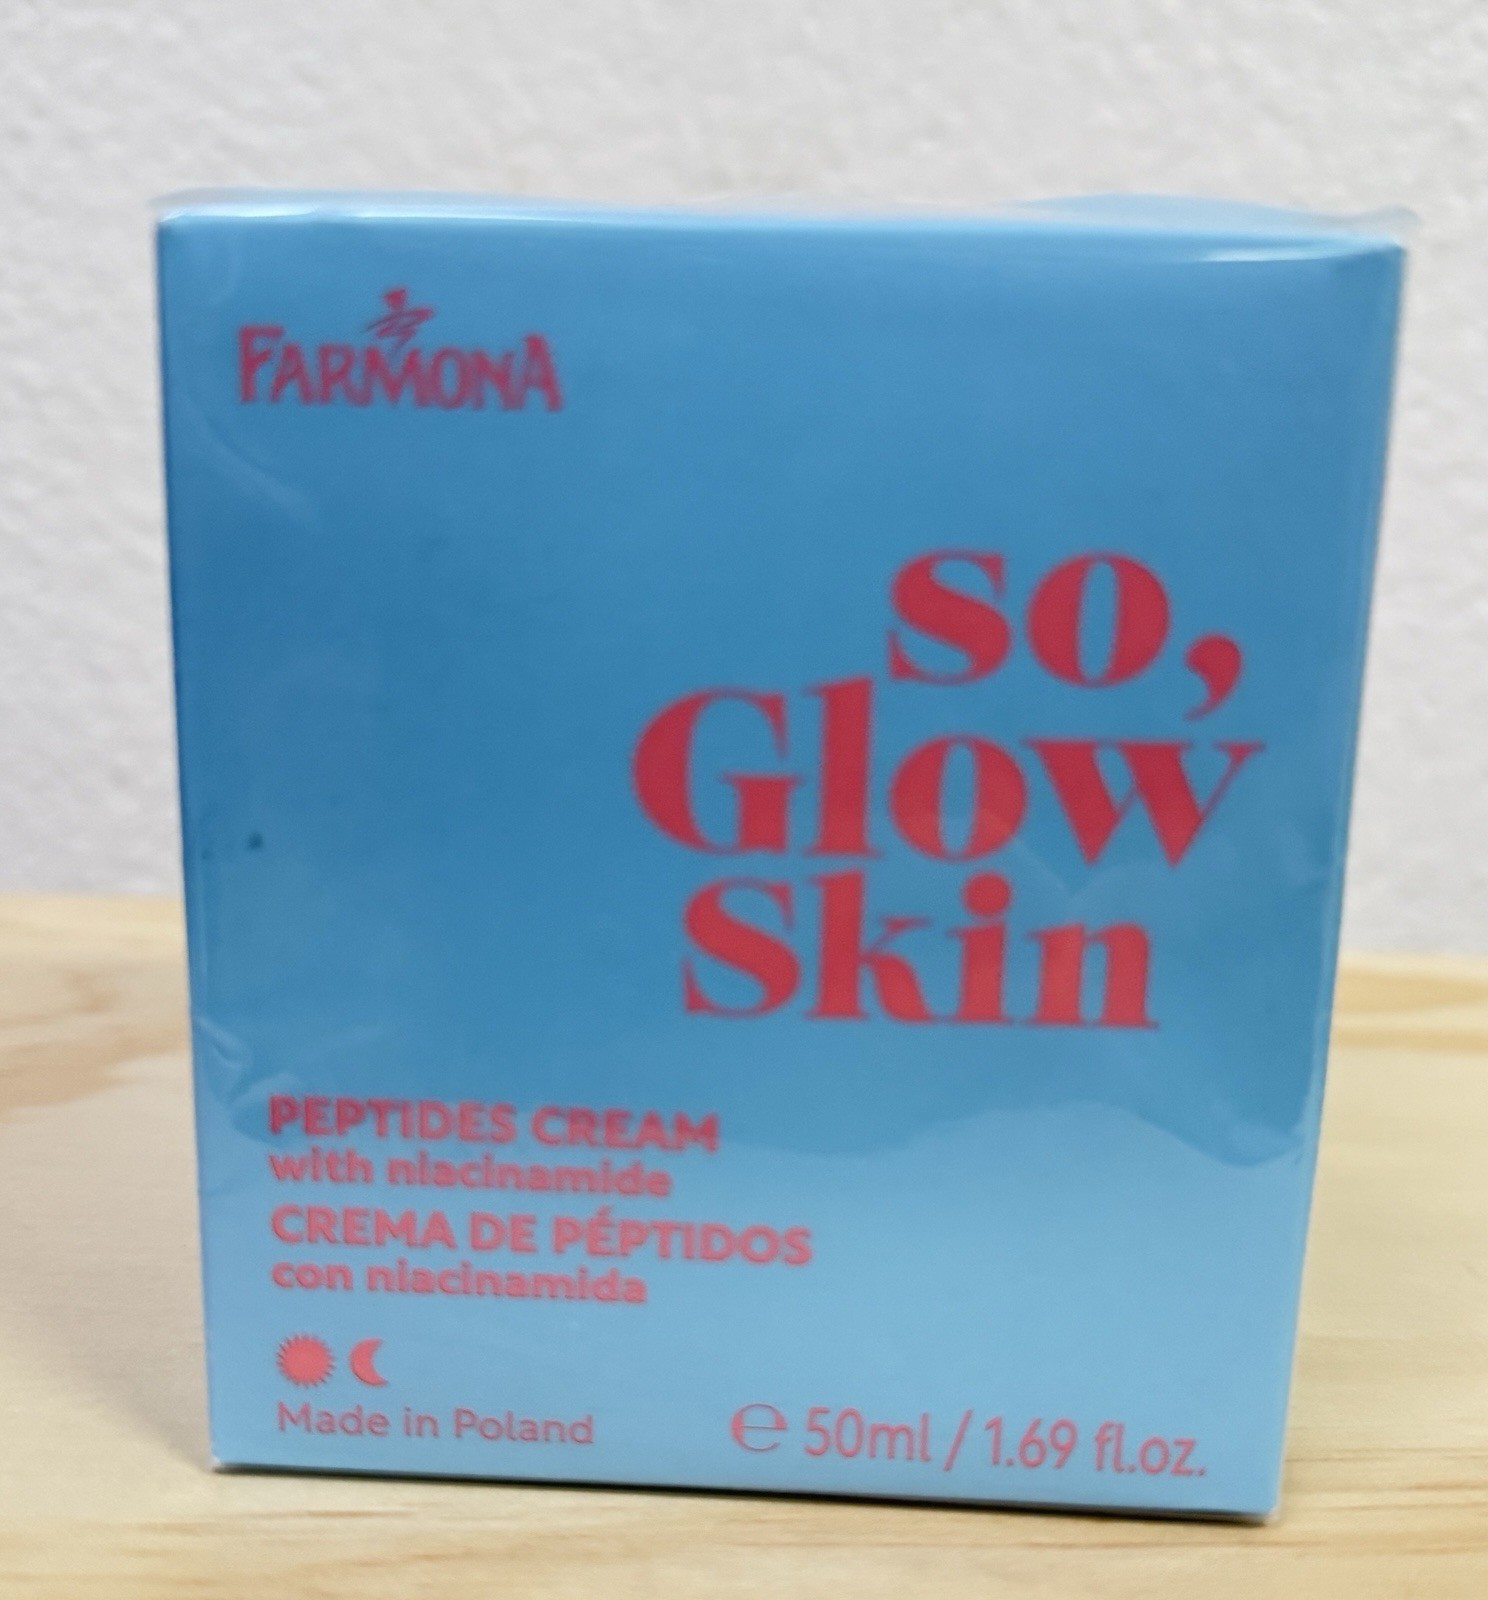 FARMONA
so,
Glow
Skin
PEPTIDES CREAM
with niacinamide
CREMA DE PÉPTIDOS
con niacinamida
Made in Poland
℮ 50ml / 1.69 fl.oz.